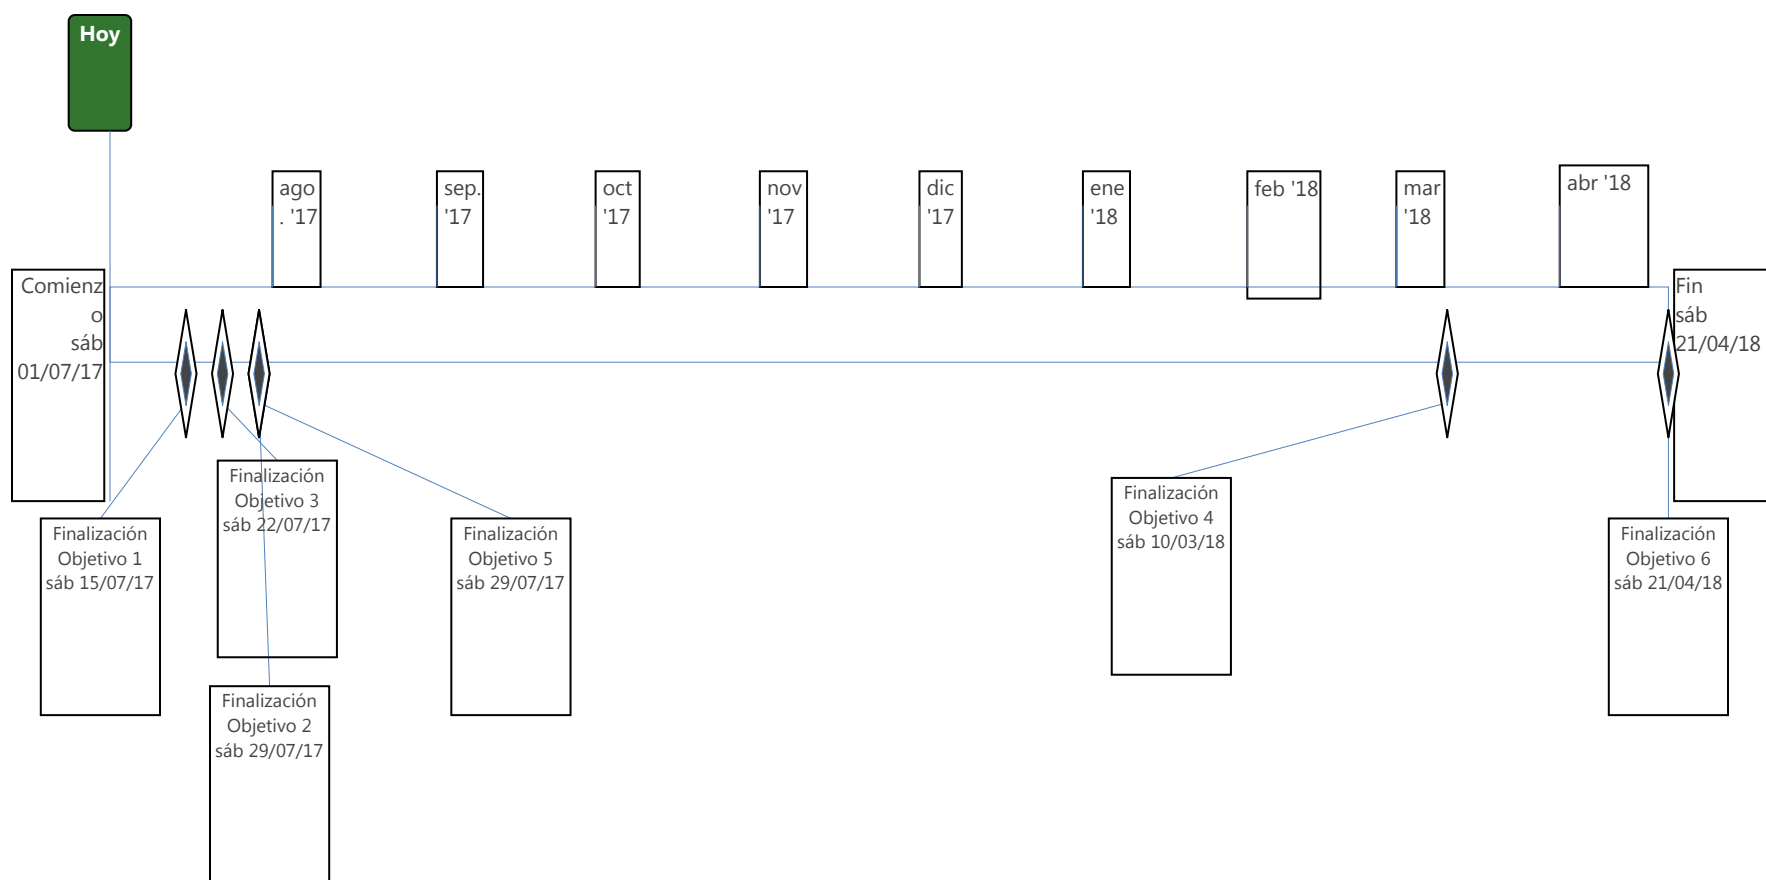 Hoy
ago
. '17
sep.
'17
oct
'17
nov
'17
dic
'17
ene
'18
feb '18
mar
'18
abr '18
Comienz
o
sáb
01/07/17
Fin
sáb
21/04/18
Finalización
Objetivo 1
sáb 15/07/17
Finalización
Objetivo 3
sáb 22/07/17
Finalización
Objetivo 2
sáb 29/07/17
Finalización
Objetivo 5
sáb 29/07/17
Finalización
Objetivo 4
sáb 10/03/18
Finalización
Objetivo 6
sáb 21/04/18